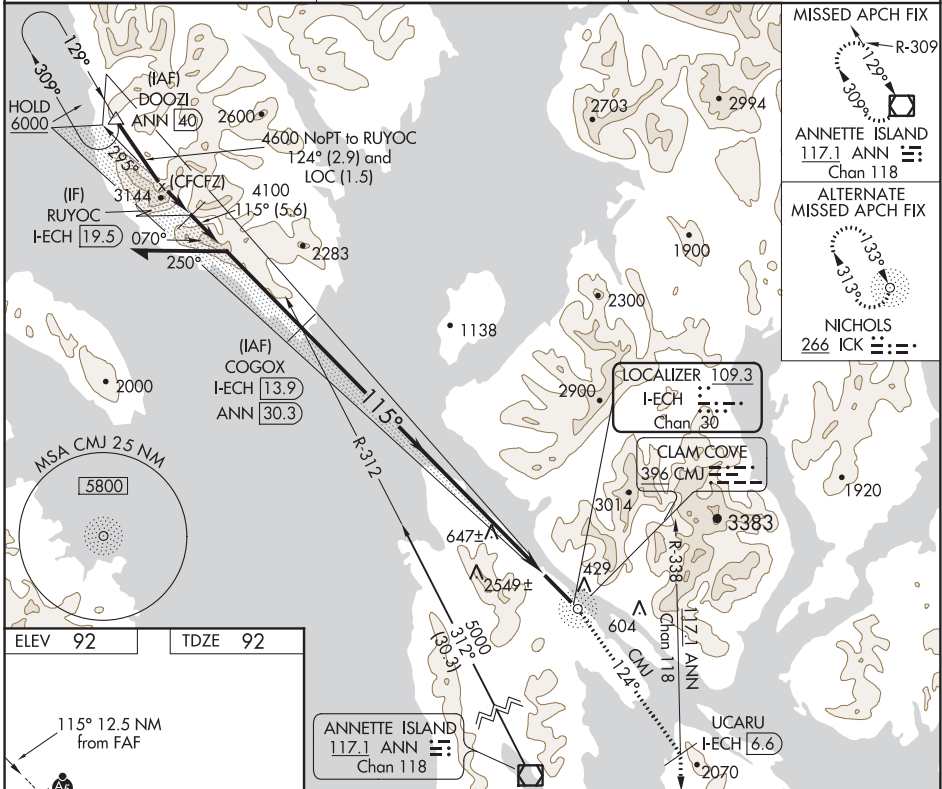 129°
309°
HOLD
6000
(IAF)
DOOZI
ANN 40
295°
2600
4600 NoPT to RUYOC
124° (2.9) and
LOC (1.5)
(CFCFZ)
3144
4100
115° (5.6)
(IF)
RUYOC
I-ECH 19.5
070°
250°
2283
2703
2994
MISSED APCH FIX
R-309
129°
309°
ANNETTE ISLAND
117.1 ANN
Chan 118
ALTERNATE
MISSED APCH FIX
133°
313°
NICHOLS
266 ICK
1900
2300
1138
(IAF)
COGOX
I-ECH 13.9
ANN 30.3
2000
115°
2900
LOCALIZER 109.3
I-ECH
Chan 30
CLAM COVE
396 CMJ
MSA CMJ 25 NM
5800
R-312
1920
3014
3383
647±
2549±
429
604
R-338
117.1 ANN
Chan 118
CMJ
124°
5000
312°
(30.3)
UCARU
I-ECH 6.6
2070
ANNETTE ISLAND
117.1 ANN
Chan 118
ELEV 92
TDZE 92
115° 12.5 NM
from FAF
A5